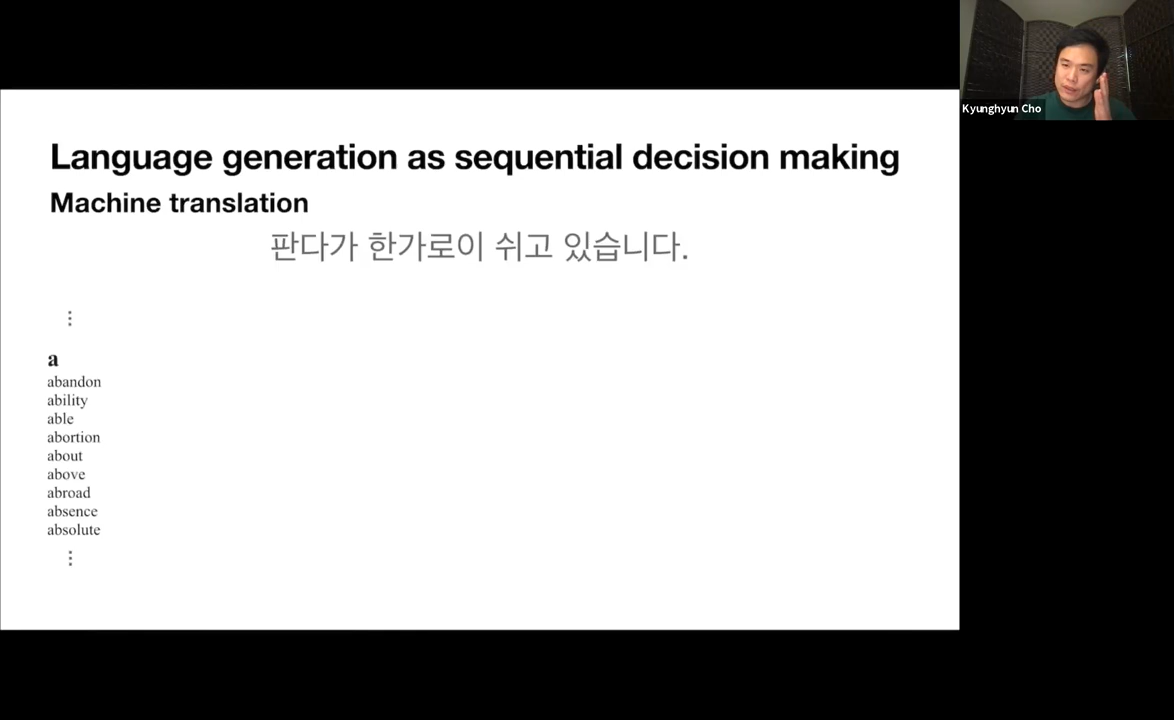 Kyunghyun Cho
Language generation as sequential decision making
Machine translation
판다가 한가로이 쉬고 있습니다.
⋮
a
abandon
ability
able
abortion
about
above
abroad
absence
absolute
⋮